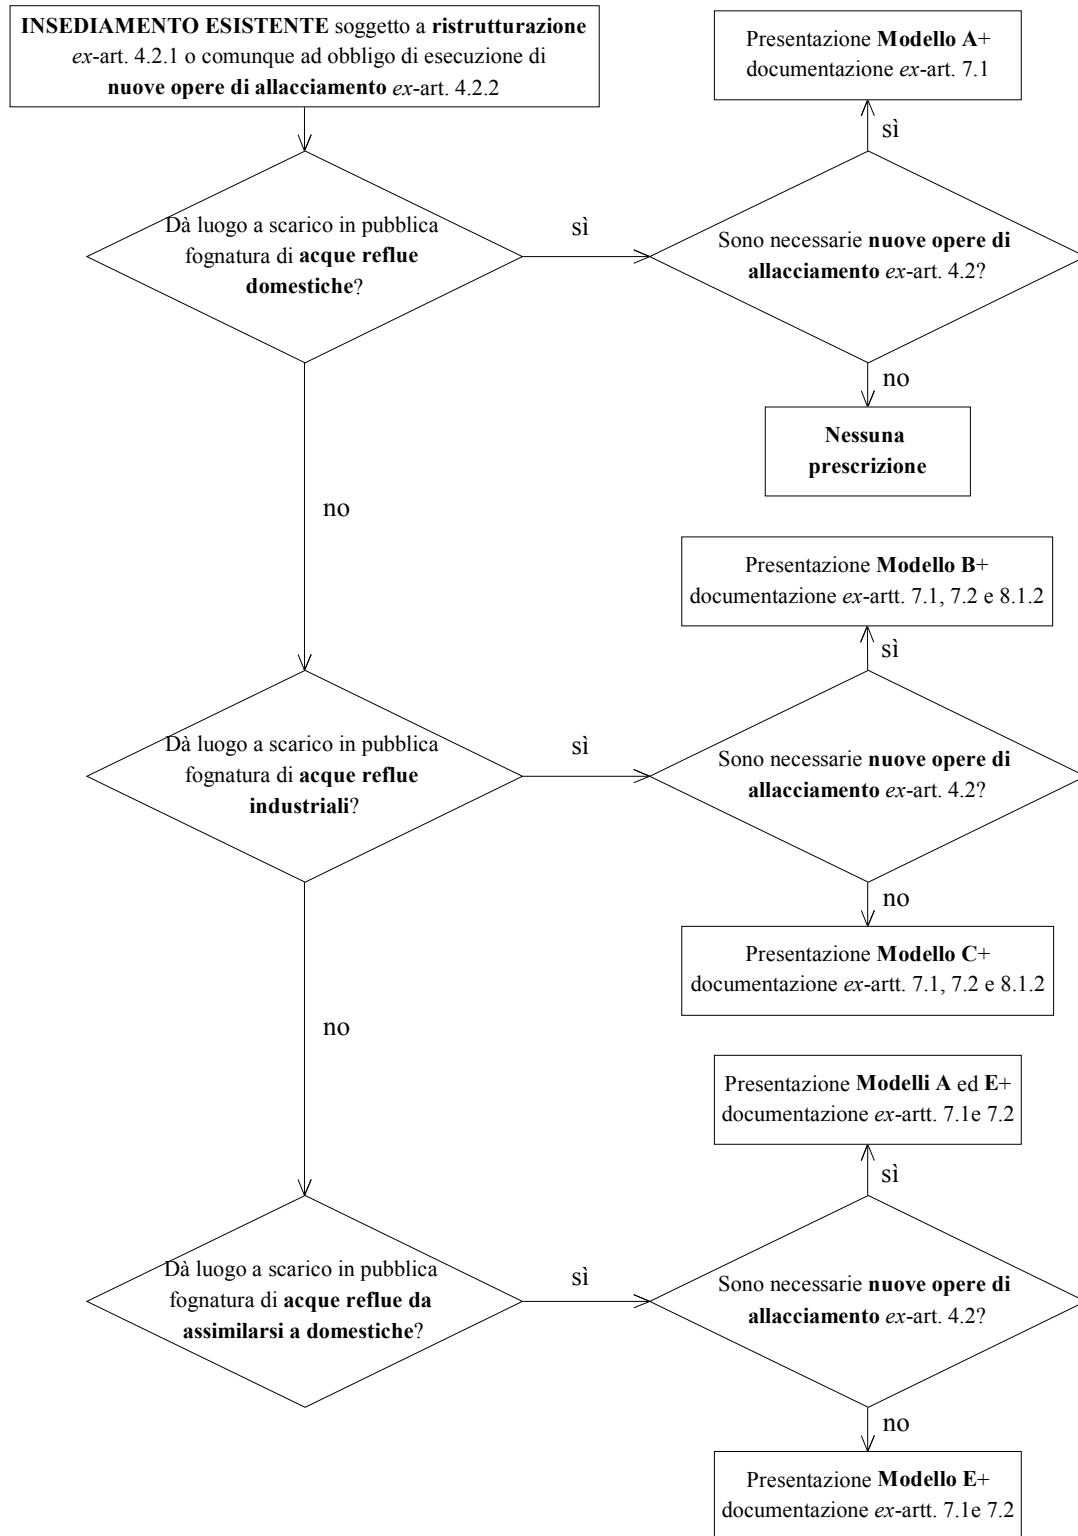 INSEDIAMENTO ESISTENTE soggetto a ristrutturazione
ex-art. 4.2.1 o comunque ad obbligo di esecuzione di
nuove opere di allacciamento ex-art. 4.2.2
Presentazione Modello A+
documentazione ex-art. 7.1
sì
Dà luogo a scarico in pubblica
fognatura di acque reflue
domestiche?
sì
Sono necessarie nuove opere di
allacciamento ex-art. 4.2?
no
Nessuna
prescrizione
no
Presentazione Modello B+
documentazione ex-artt. 7.1, 7.2 e 8.1.2
sì
Dà luogo a scarico in pubblica
fognatura di acque reflue
industriali?
sì
Sono necessarie nuove opere di
allacciamento ex-art. 4.2?
no
Presentazione Modello C+
documentazione ex-artt. 7.1, 7.2 e 8.1.2
no
Presentazione Modelli A ed E+
documentazione ex-artt. 7.1e 7.2
sì
Dà luogo a scarico in pubblica
fognatura di acque reflue da
assimilarsi a domestiche?
sì
Sono necessarie nuove opere di
allacciamento ex-art. 4.2?
no
Presentazione Modello E+
documentazione ex-artt. 7.1e 7.2